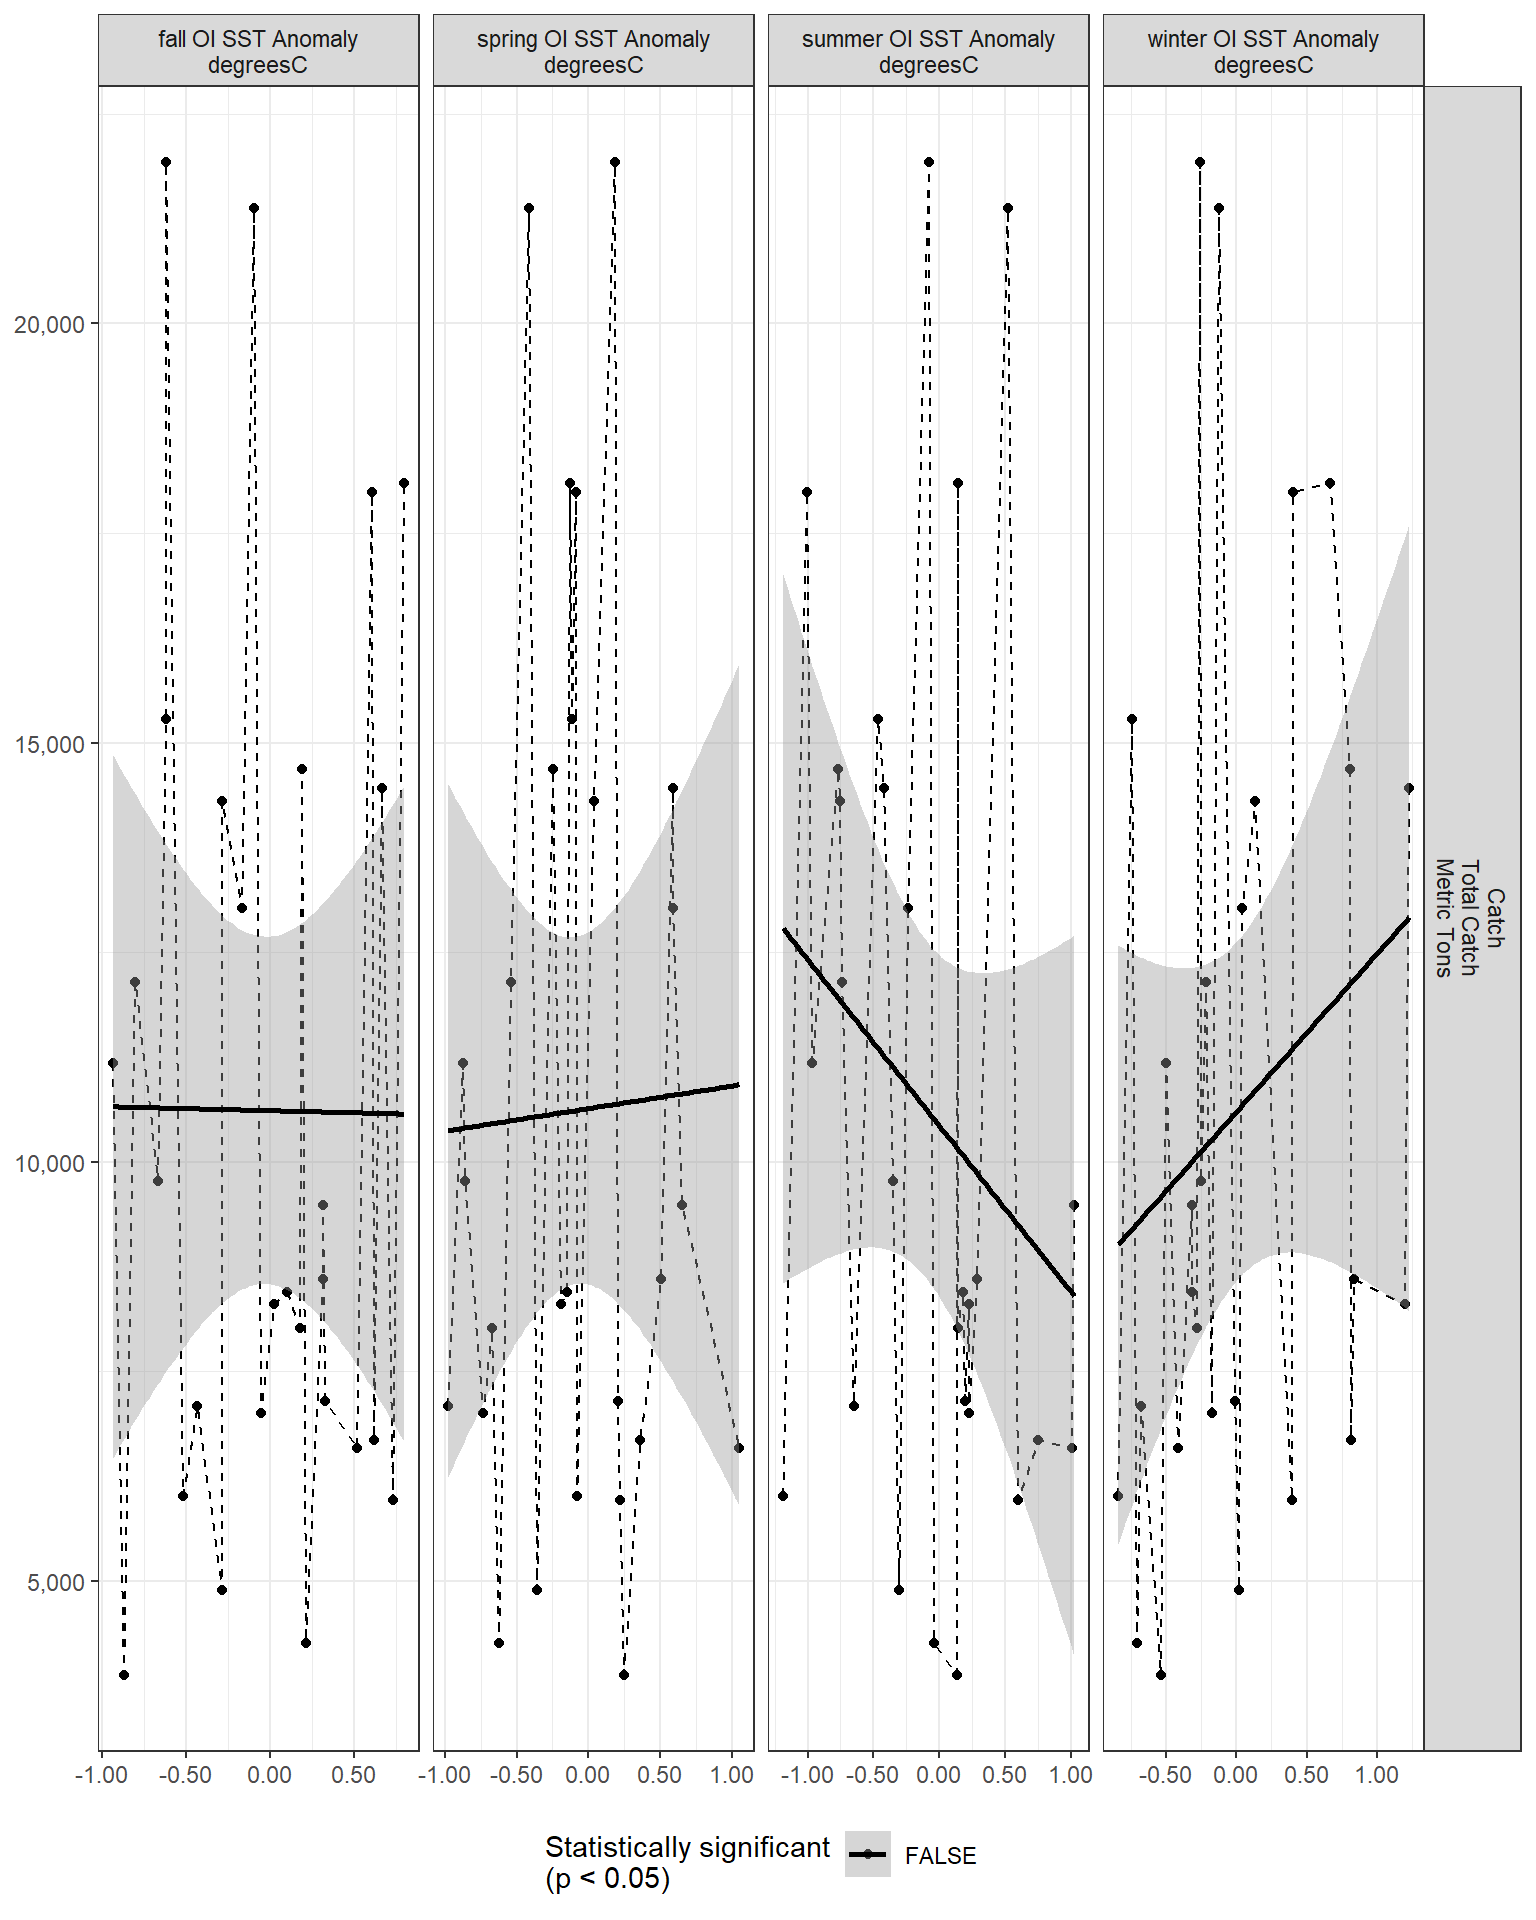 fall OI SST Anomaly
degreesC
spring OI SST Anomaly
degreesC
summer OI SST Anomaly
degreesC
winter OI SST Anomaly
degreesC
20,000
15,000
10,000
5,000
Catch
Total Catch
Metric Tons
-1.00 -0.50 0.00 0.50
-1.00 -0.50 0.00 0.50 1.00
-1.00 -0.50 0.00 0.50 1.00
-0.50 0.00 0.50 1.00
Statistically significant
(p < 0.05)
FALSE